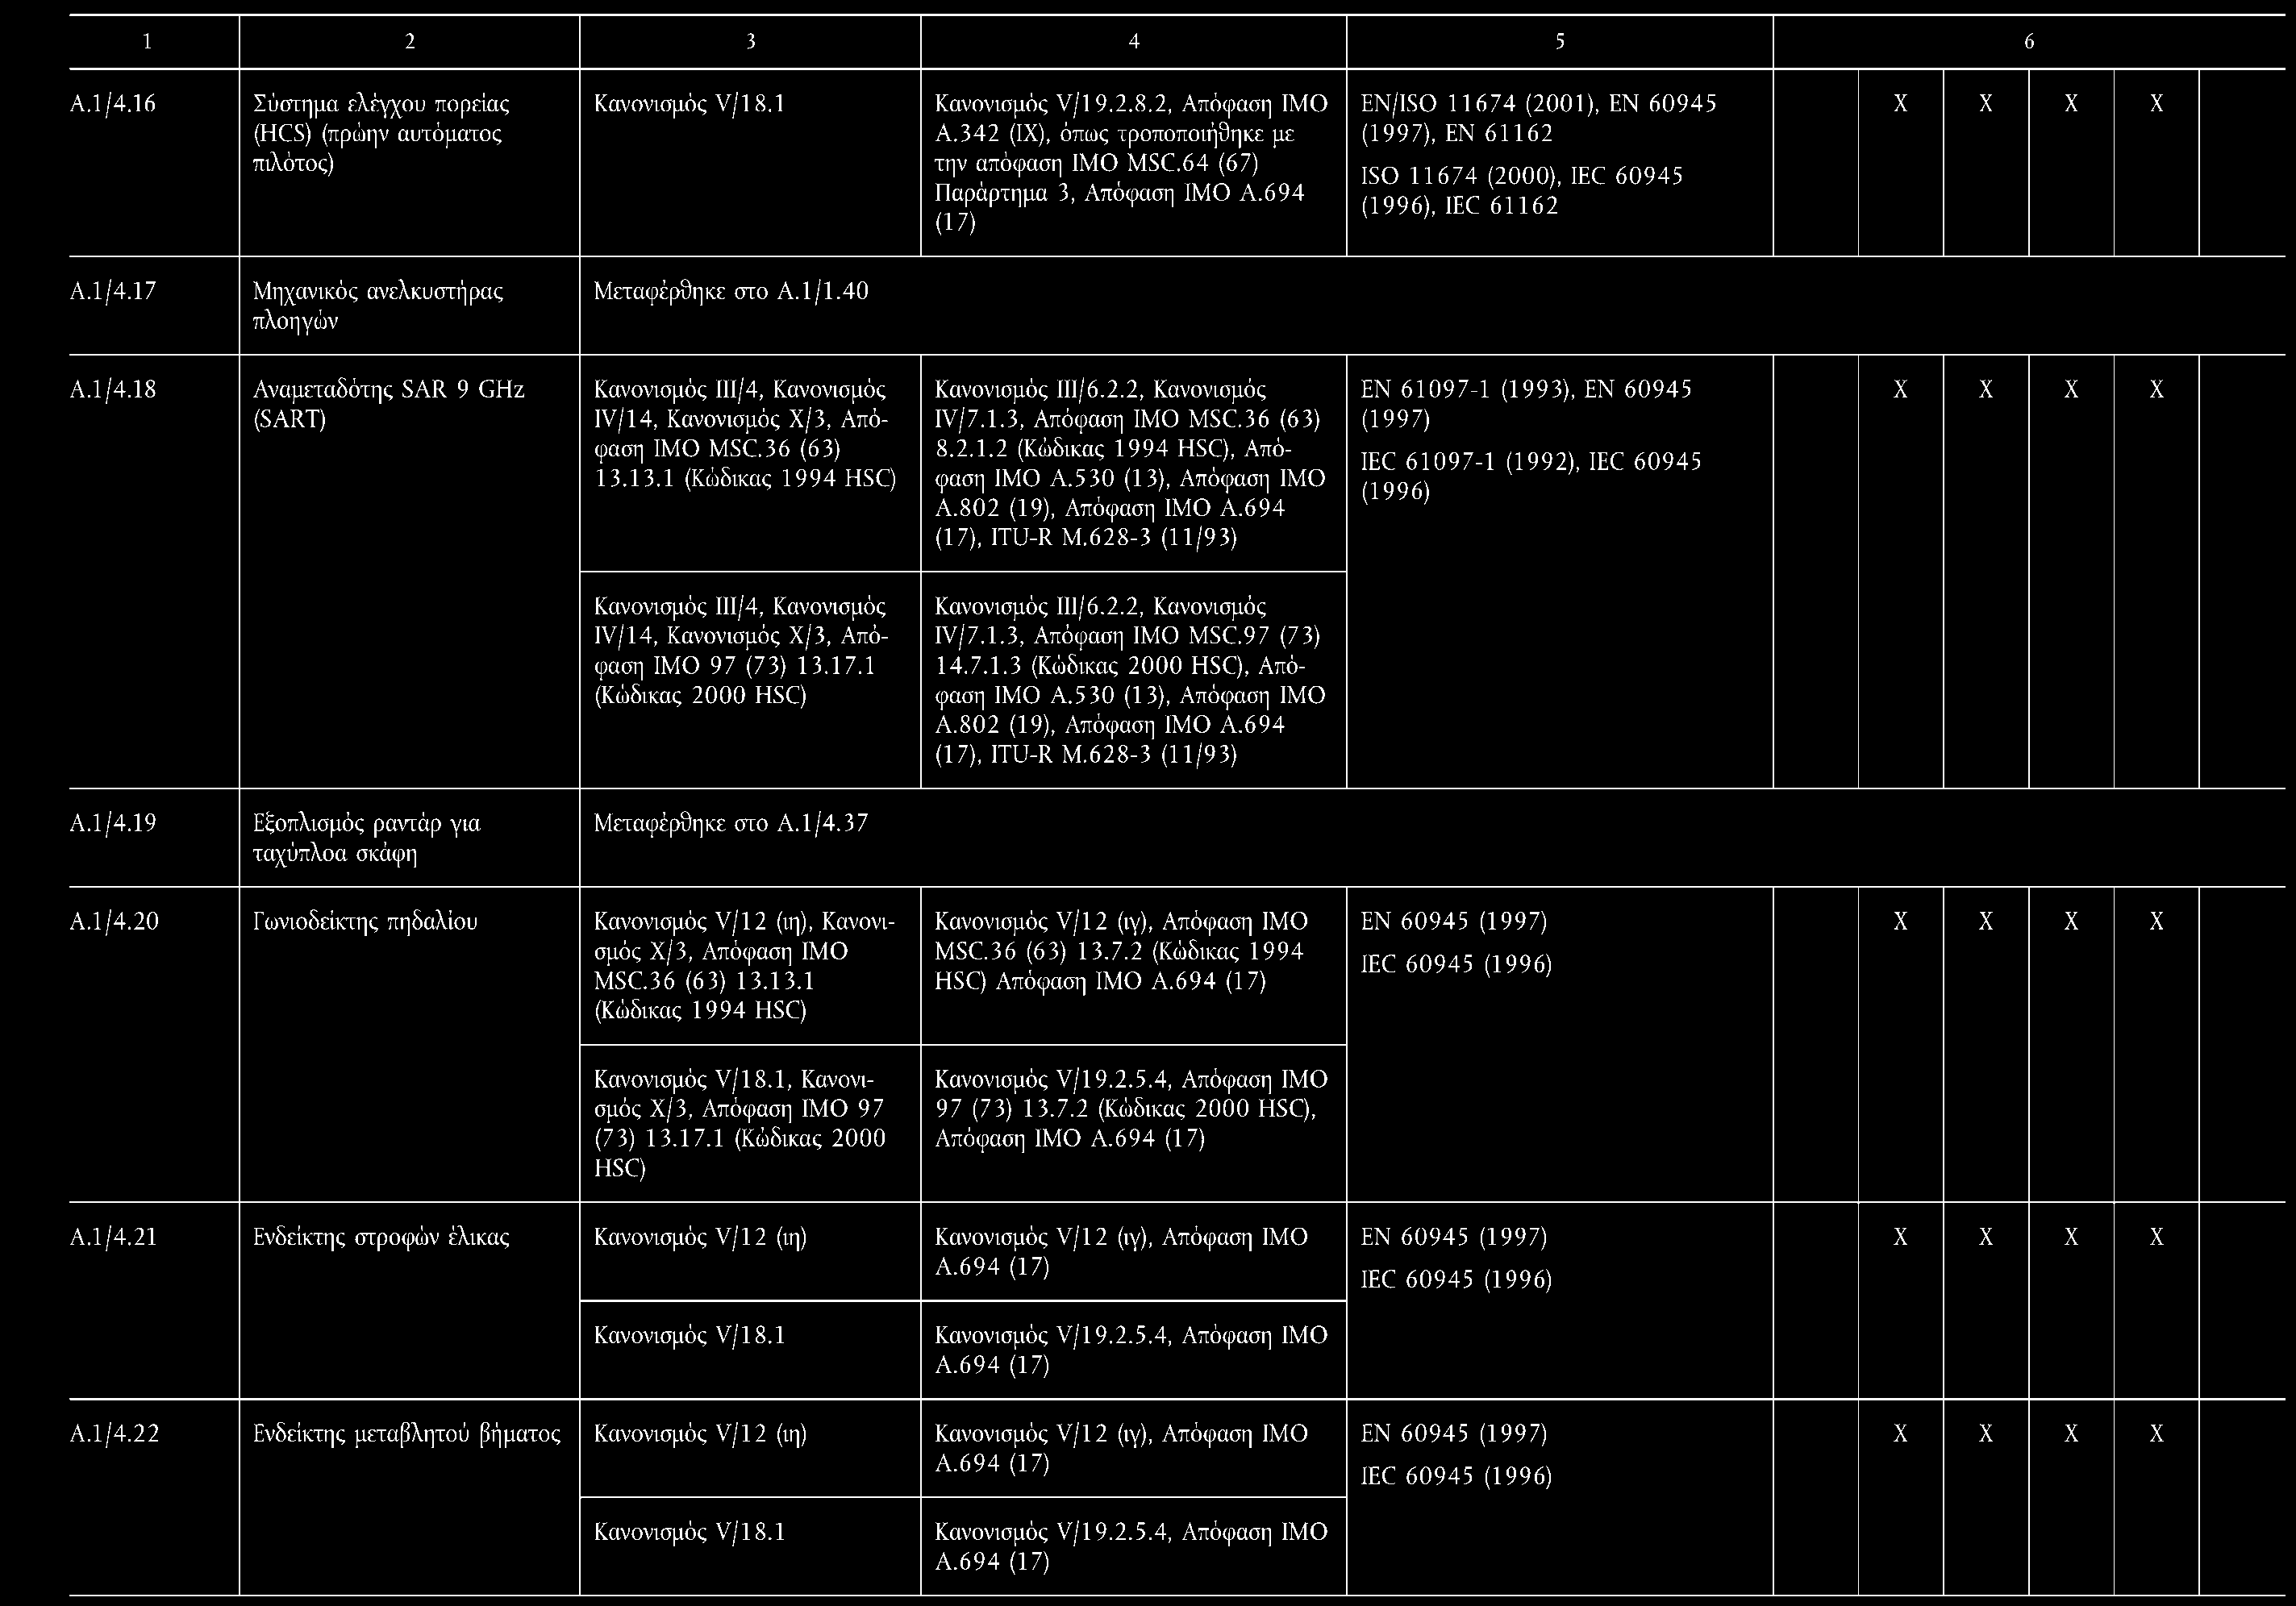 1
2
3
4
5
6
A.1/4.16
Σύστημα ελέγχου πορείας
(HCS) (πρώην αυτόματος
πιλότος)
Κανονισμός V/18.1
Κανονισμός V/19.2.8.2, Απόφαση IMO
A.342 (IX), όπως τροποποιήθηκε με
την απόφαση IMO MSC.64 (67)
Παράρτημα 3, Απόφαση IMO A.694
(17)
EN/ISO 11674 (2001), EN 60945
(1997), EN 61162
ISO 11674 (2000), IEC 60945
(1996), IEC 61162
X
X
X
X
A.1/4.17
Μηχανικός ανελκυστήρας
πλοηγών
Μεταφέρθηκε στο A.1/1.40
A.1/4.18
Αναμεταδότης SAR 9 GHz
(SART)
Κανονισμός III/4, Κανονισμός
IV/14, Κανονισμός X/3, Από-
φαση IMO MSC.36 (63)
13.13.1 (Κώδικας 1994 HSC)
Κανονισμός III/6.2.2, Κανονισμός
IV/7.1.3, Απόφαση IMO MSC.36 (63)
8.2.1.2 (Κώδικας 1994 HSC), Από-
φαση IMO A.530 (13), Απόφαση IMO
A.802 (19), Απόφαση IMO A.694
(17), ITU-R M.628-3 (11/93)
EN 61097-1 (1993), EN 60945
(1997)
IEC 61097-1 (1992), IEC 60945
(1996)
X
X
X
X
Κανονισμός III/4, Κανονισμός
IV/14, Κανονισμός X/3, Από-
φαση IMO 97 (73) 13.17.1
(Κώδικας 2000 HSC)
Κανονισμός III/6.2.2, Κανονισμός
IV/7.1.3, Απόφαση IMO MSC.97 (73)
14.7.1.3 (Κώδικας 2000 HSC), Από-
φαση IMO A.530 (13), Απόφαση IMO
A.802 (19), Απόφαση IMO A.694
(17), ITU-R M.628-3 (11/93)
A.1/4.19
Εξοπλισμός ραντάρ για
ταχύπλοα σκάφη
Μεταφέρθηκε στο A.1/4.37
A.1/4.20
Γωνιοδείκτης πηδαλίου
Κανονισμός V/12 (ιη), Κανονι-
σμός X/3, Απόφαση IMO
MSC.36 (63) 13.13.1
(Κώδικας 1994 HSC)
Κανονισμός V/12 (ιγ), Απόφαση IMO
MSC.36 (63) 13.7.2 (Κώδικας 1994
HSC) Απόφαση IMO A.694 (17)
EN 60945 (1997)
IEC 60945 (1996)
X
X
X
X
Κανονισμός V/18.1, Κανονι-
σμός X/3, Απόφαση IMO 97
(73) 13.17.1 (Κώδικας 2000
HSC)
Κανονισμός V/19.2.5.4, Απόφαση IMO
97 (73) 13.7.2 (Κώδικας 2000 HSC),
Απόφαση IMO A.694 (17)
A.1/4.21
Ενδείκτης στροφών έλικας
Κανονισμός V/12 (ιη)
Κανονισμός V/12 (ιγ), Απόφαση IMO
A.694 (17)
EN 60945 (1997)
IEC 60945 (1996)
X
X
X
X
Κανονισμός V/18.1
Κανονισμός V/19.2.5.4, Απόφαση IMO
A.694 (17)
A.1/4.22
Ενδείκτης μεταβλητού βήματος
Κανονισμός V/12 (ιη)
Κανονισμός V/12 (ιγ), Απόφαση IMO
A.694 (17)
EN 60945 (1997)
IEC 60945 (1996)
X
X
X
X
Κανονισμός V/18.1
Κανονισμός V/19.2.5.4, Απόφαση IMO
A.694 (17)